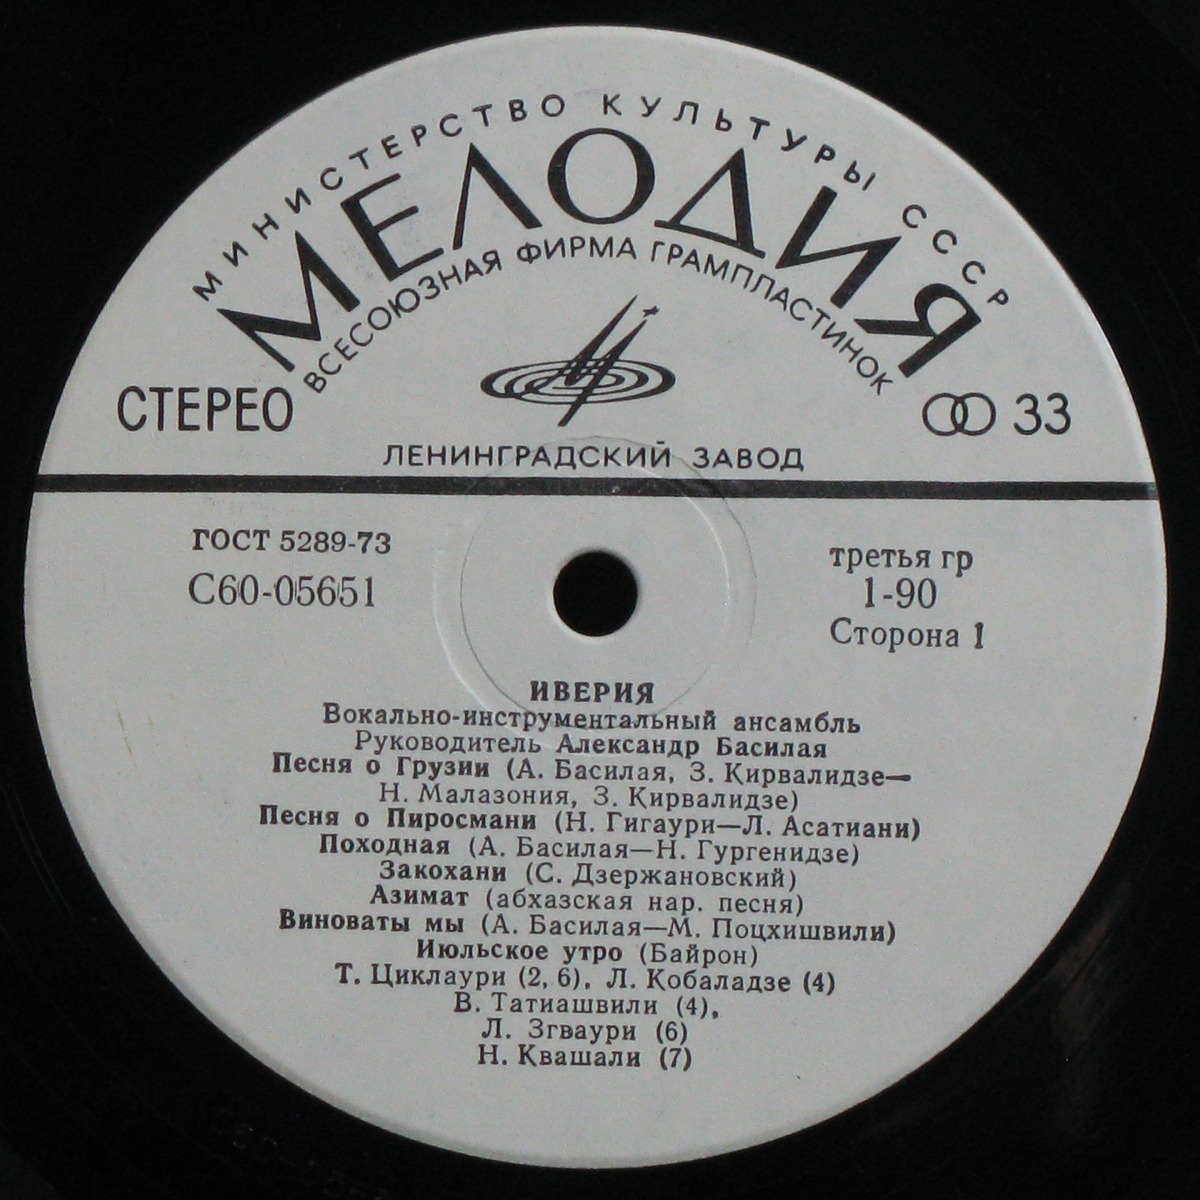 МИНИСТЕРСТВО КУЛЬТУРЫ СССР
МЕЛОДИЯ
ВСЕСОЮЗНАЯ ФИРМА ГРАМПЛАСТИНОК
СТЕРЕО
33
ЛЕНИНГРАДСКИЙ ЗАВОД
ГОСТ 5289-73
С60-05651
третья гр
1-90
Сторона 1
ИВЕРИЯ
Вокально-инструментальный ансамбль
Руководитель Александр Басилая
Песня о Грузии (А. Басилая, З. Кирвалидзе—
Н. Малазония, З. Кирвалидзе)
Песня о Пиросмани (Н. Гигаури—Л. Асатиани)
Походная (А. Басилая—Н. Гургенидзе)
Закохани (С. Дзержановский)
Азимат (абхазская нар. песня)
Виноваты мы (А. Басилая—М. Поцхишвили)
Июльское утро (Байрон)
Т. Циклаури (2, 6), Л. Кобаладзе (4)
В. Татиашвили (4),
Л. Згваури (6)
Н. Квашали (7)